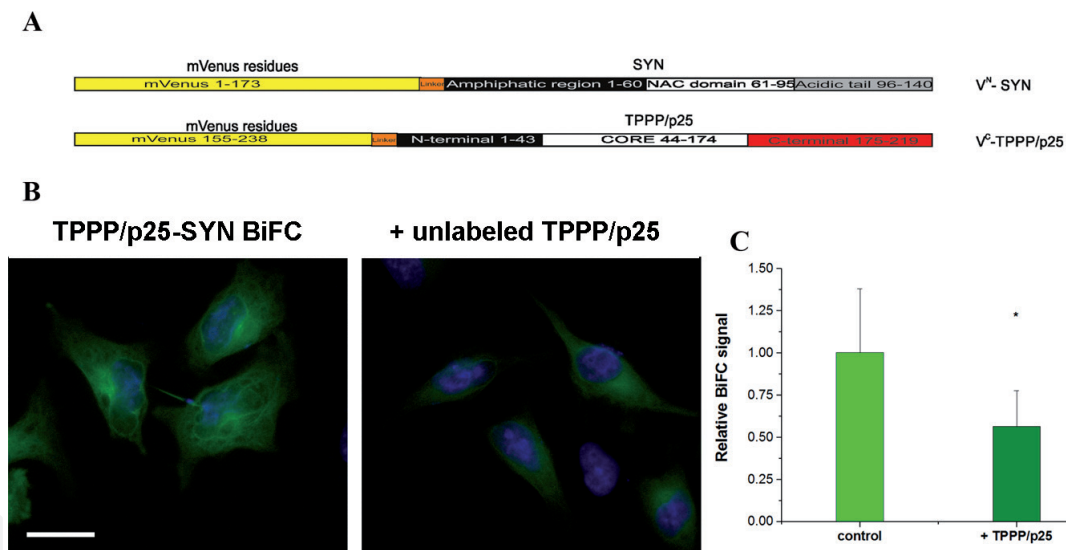 A
mVenus residues SYN
mVenus 1-173 Linker Amphiphatic region 1-60 NAC domain 61-95 Acidic tail 96-140 Vᴺ- SYN
mVenus residues TPPP/p25
mVenus 155-238 Linker N-terminal 1-43 CORE 44-174 C-terminal 175-219 Vᶜ-TPPP/p25
B
TPPP/p25-SYN BiFC + unlabeled TPPP/p25
C
Relative BiFC signal
1.50
1.25
*
1.00
0.75
0.50
0.25
0.00
control + TPPP/p25